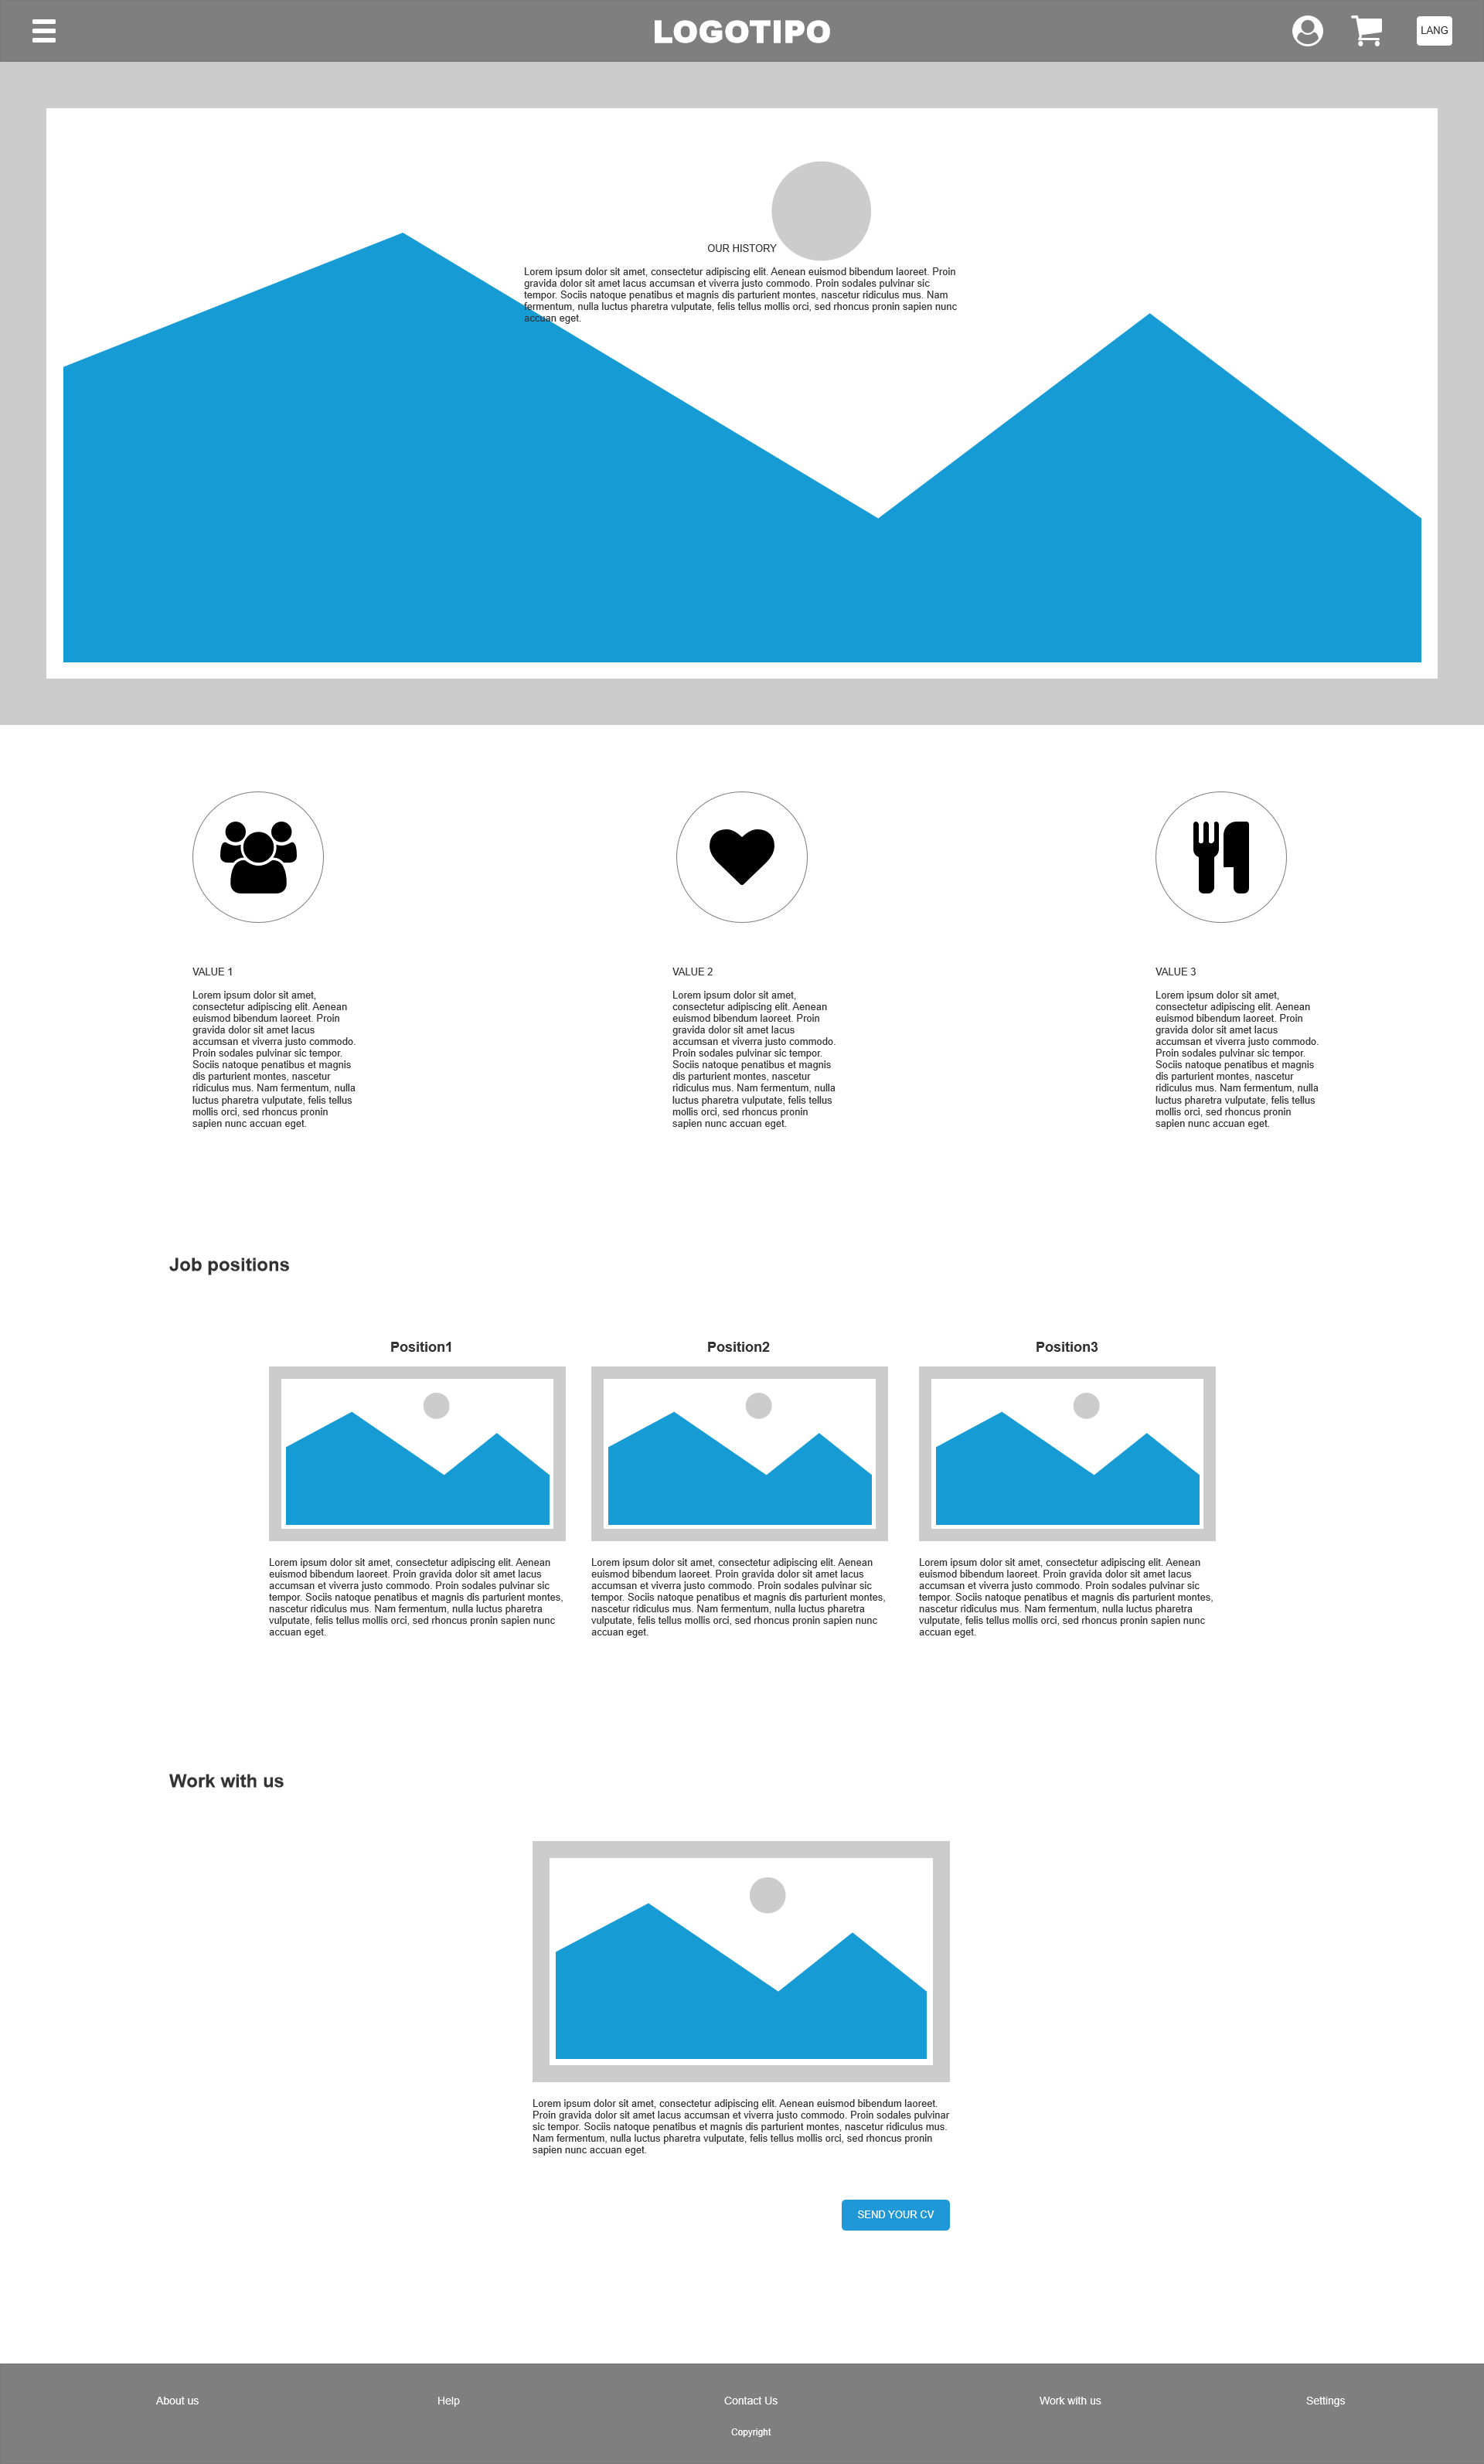 LOGOTIPO
LANG
OUR HISTORY
Lorem ipsum dolor sit amet, consectetur adipiscing elit. Aenean euismod bibendum laoreet. Proin
gravida dolor sit amet lacus accumsan et viverra justo commodo. Proin sodales pulvinar sic
tempor. Sociis natoque penatibus et magnis dis parturient montes, nascetur ridiculus mus. Nam
fermentum, nulla luctus pharetra vulputate, felis tellus mollis orci, sed rhoncus pronin sapien nunc
accuan eget.
VALUE 1
Lorem ipsum dolor sit amet,
consectetur adipiscing elit. Aenean
euismod bibendum laoreet. Proin
gravida dolor sit amet lacus
accumsan et viverra justo commodo.
Proin sodales pulvinar sic tempor.
Sociis natoque penatibus et magnis
dis parturient montes, nascetur
ridiculus mus. Nam fermentum, nulla
luctus pharetra vulputate, felis tellus
mollis orci, sed rhoncus pronin
sapien nunc accuan eget.
VALUE 2
Lorem ipsum dolor sit amet,
consectetur adipiscing elit. Aenean
euismod bibendum laoreet. Proin
gravida dolor sit amet lacus
accumsan et viverra justo commodo.
Proin sodales pulvinar sic tempor.
Sociis natoque penatibus et magnis
dis parturient montes, nascetur
ridiculus mus. Nam fermentum, nulla
luctus pharetra vulputate, felis tellus
mollis orci, sed rhoncus pronin
sapien nunc accuan eget.
VALUE 3
Lorem ipsum dolor sit amet,
consectetur adipiscing elit. Aenean
euismod bibendum laoreet. Proin
gravida dolor sit amet lacus
accumsan et viverra justo commodo.
Proin sodales pulvinar sic tempor.
Sociis natoque penatibus et magnis
dis parturient montes, nascetur
ridiculus mus. Nam fermentum, nulla
luctus pharetra vulputate, felis tellus
mollis orci, sed rhoncus pronin
sapien nunc accuan eget.
Job positions
Position1
Lorem ipsum dolor sit amet, consectetur adipiscing elit. Aenean
euismod bibendum laoreet. Proin gravida dolor sit amet lacus
accumsan et viverra justo commodo. Proin sodales pulvinar sic
tempor. Sociis natoque penatibus et magnis dis parturient montes,
nascetur ridiculus mus. Nam fermentum, nulla luctus pharetra
vulputate, felis tellus mollis orci, sed rhoncus pronin sapien nunc
accuan eget.
Position2
Lorem ipsum dolor sit amet, consectetur adipiscing elit. Aenean
euismod bibendum laoreet. Proin gravida dolor sit amet lacus
accumsan et viverra justo commodo. Proin sodales pulvinar sic
tempor. Sociis natoque penatibus et magnis dis parturient montes,
nascetur ridiculus mus. Nam fermentum, nulla luctus pharetra
vulputate, felis tellus mollis orci, sed rhoncus pronin sapien nunc
accuan eget.
Position3
Lorem ipsum dolor sit amet, consectetur adipiscing elit. Aenean
euismod bibendum laoreet. Proin gravida dolor sit amet lacus
accumsan et viverra justo commodo. Proin sodales pulvinar sic
tempor. Sociis natoque penatibus et magnis dis parturient montes,
nascetur ridiculus mus. Nam fermentum, nulla luctus pharetra
vulputate, felis tellus mollis orci, sed rhoncus pronin sapien nunc
accuan eget.
Work with us
Lorem ipsum dolor sit amet, consectetur adipiscing elit. Aenean euismod bibendum laoreet.
Proin gravida dolor sit amet lacus accumsan et viverra justo commodo. Proin sodales pulvinar
sic tempor. Sociis natoque penatibus et magnis dis parturient montes, nascetur ridiculus mus.
Nam fermentum, nulla luctus pharetra vulputate, felis tellus mollis orci, sed rhoncus pronin
sapien nunc accuan eget.
SEND YOUR CV
About us
Help
Contact Us
Work with us
Settings
Copyright